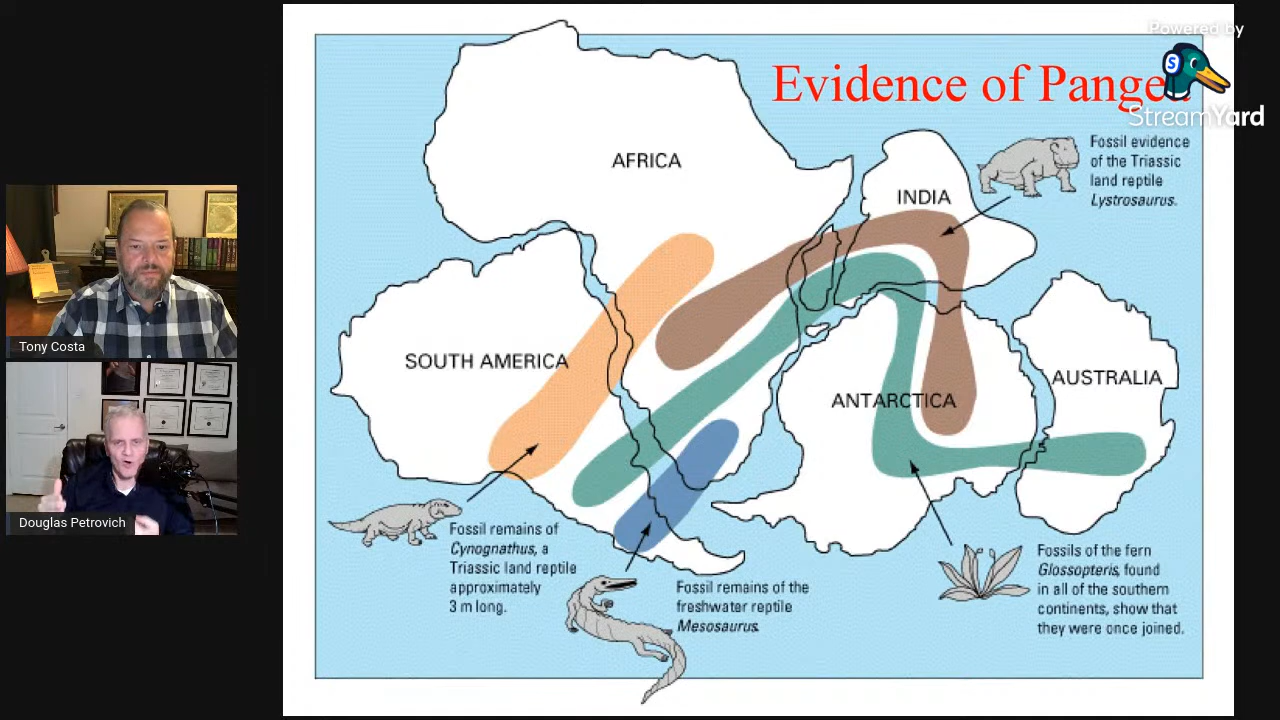 Powered by
StreamYard
Evidence of Pangea
AFRICA
INDIA
Fossil evidence
of the Triassic
land reptile
Lystrosaurus.
SOUTH AMERICA
ANTARCTICA
AUSTRALIA
Tony Costa
Douglas Petrovich
Fossil remains of
Cynognathus, a
Triassic land reptile
approximately
3 m long.
Fossil remains of the
freshwater reptile
Mesosaurus.
Fossils of the fern
Glossopteris, found
in all of the southern
continents, show that
they were once joined.